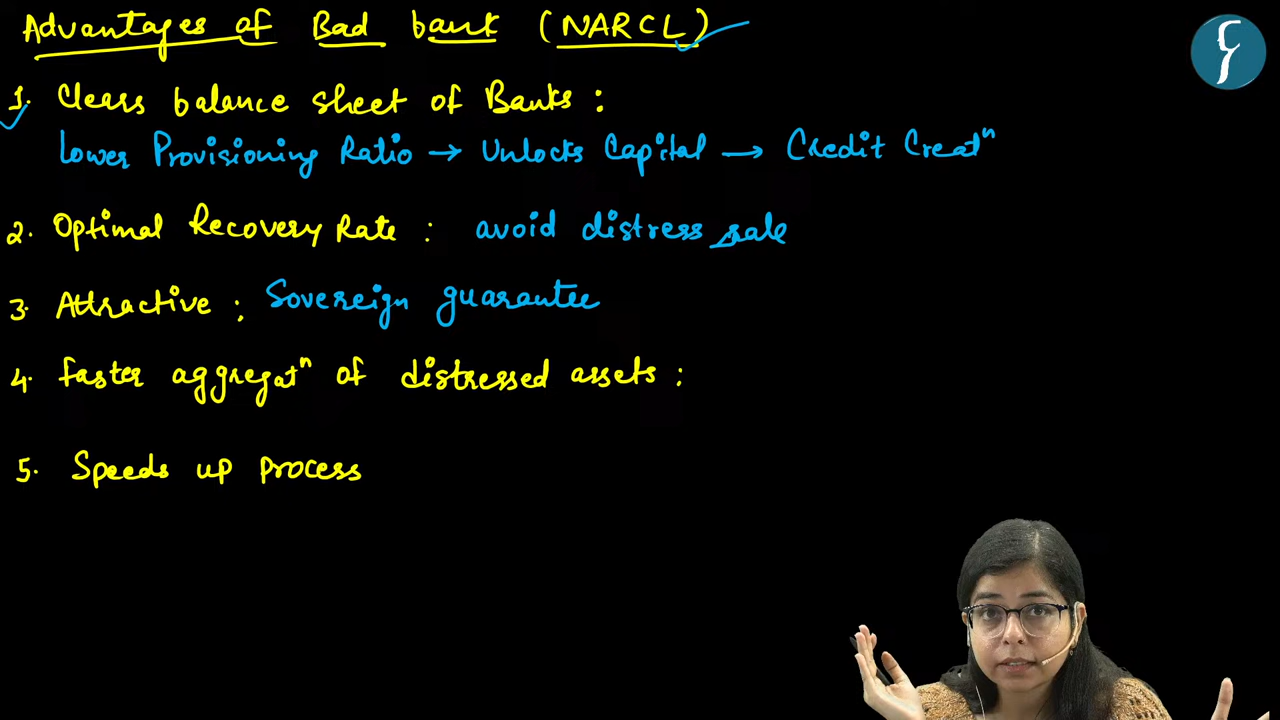 Advantages of Bad bank (NARCL)
1. Clears balance sheet of Banks :
Lower Provisioning Ratio → Unlocks Capital → Credit Creatⁿ
2. Optimal Recovery Rate : avoid distress sale
3. Attractive : Sovereign guarantee
4. faster aggregatⁿ of distressed assets :
5. Speeds up process